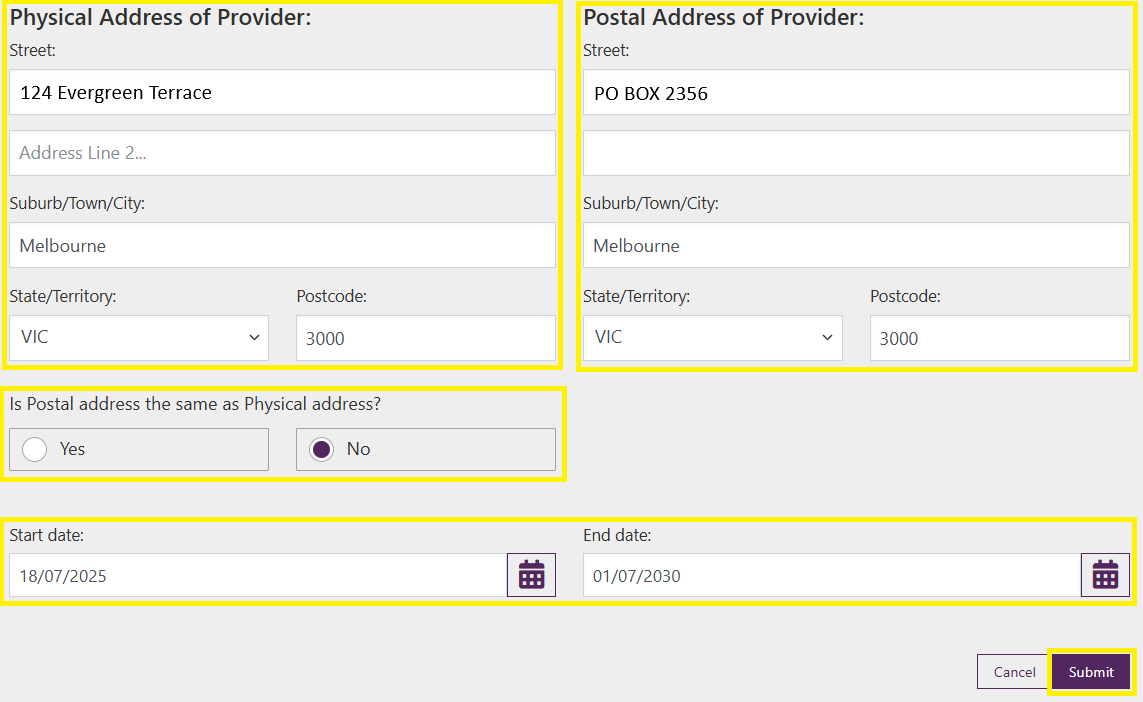 Physical Address of Provider:
Street:
124 Evergreen Terrace
Address Line 2...
Suburb/Town/City:
Melbourne
State/Territory: Postcode:
VIC 3000
Postal Address of Provider:
Street:
PO BOX 2356
Suburb/Town/City:
Melbourne
State/Territory: Postcode:
VIC 3000
Is Postal address the same as Physical address?
Yes No
Start date: End date:
18/07/2025 01/07/2030
Cancel Submit